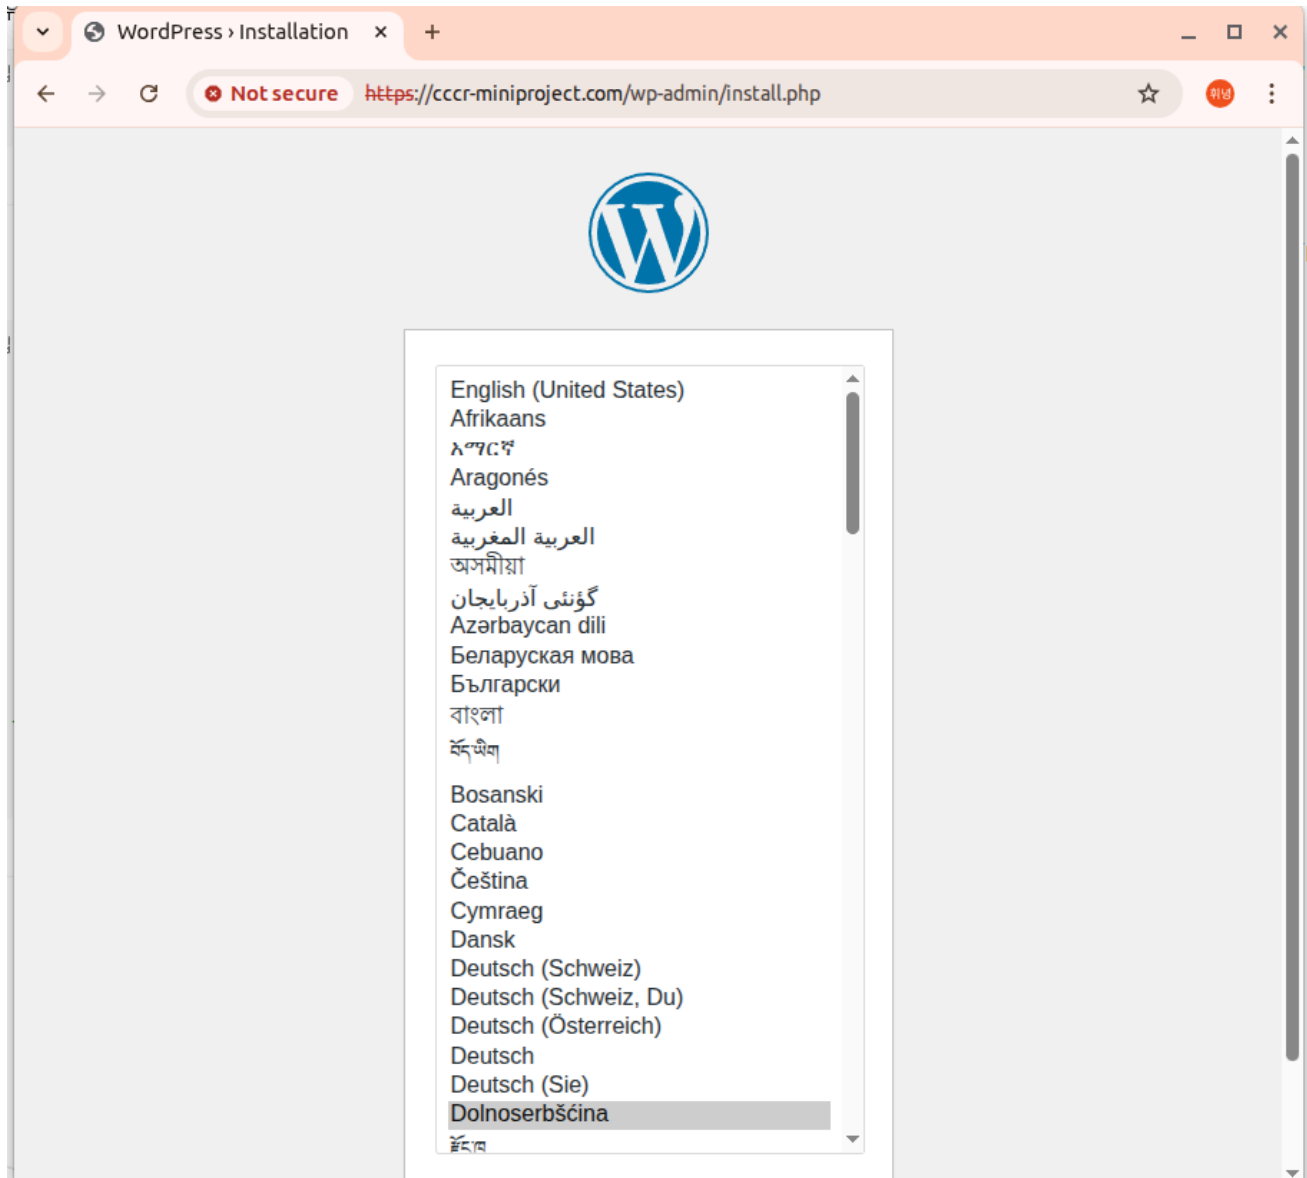 WordPress › Installation
Not secure https://cccr-miniproject.com/wp-admin/install.php
휘녕
English (United States)
Afrikaans
አማርኛ
Aragonés
العربية
العربية المغربية
অসমীয়া
گؤنئی آذربایجان
Azərbaycan dili
Беларуская мова
Български
বাংলা
བོད་ཡིག
Bosanski
Català
Cebuano
Čeština
Cymraeg
Dansk
Deutsch (Schweiz)
Deutsch (Schweiz, Du)
Deutsch (Österreich)
Deutsch
Deutsch (Sie)
Dolnoserbšćina
རྫོང་ཁ